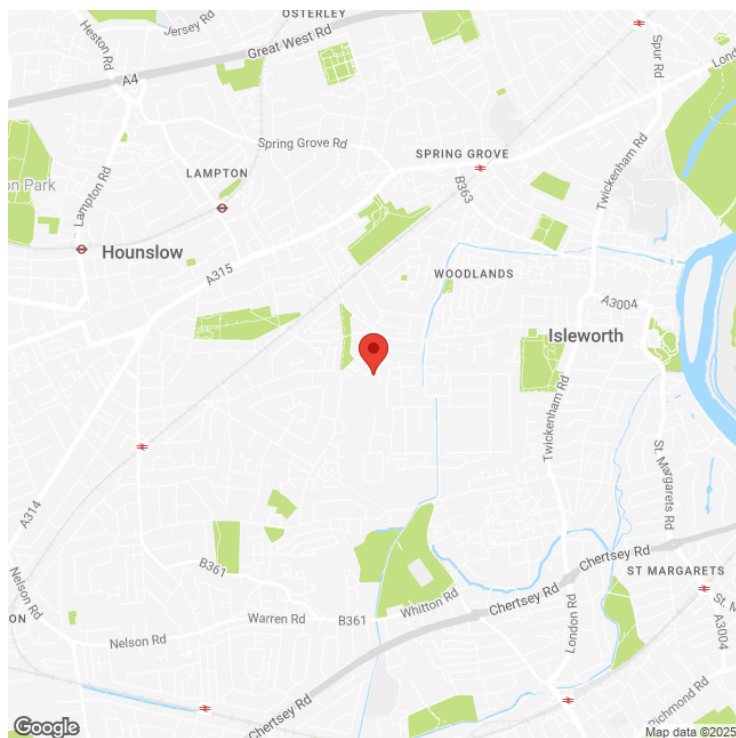 OSTERLEY
Jersey Rd
Great West Rd
Heston Rd
A4
Spur Rd
Lond
Spring Grove Rd
SPRING GROVE
LAMPTON
B363
Twickenham Rd
on Park
Lampton Rd
Hounslow
A315
WOODLANDS
A3004
Isleworth
Twickenham Rd
St. Margarets Rd
A314
B361
Chertsey Rd
ST MARGARETS
Nelson Rd
ON
Warren Rd
B361
Whitton Rd
Chertsey Rd
London Rd
St. M
A3004
Nelson Rd
Richmond Rd
Chertsey Rd
Google
Map data ©2025